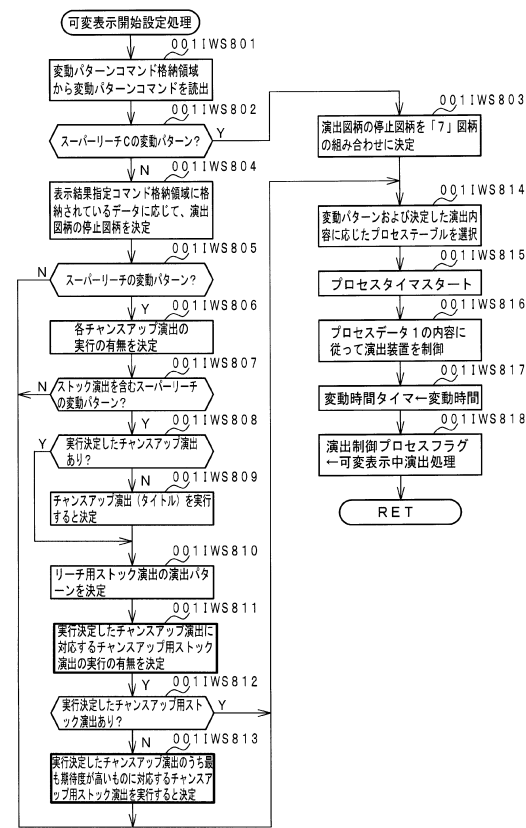 可変表示開始設定処理
001IWS801
変動パターンコマンド格納領域
から変動パターンコマンドを読出
001IWS802
スーパーリーチCの変動パターン?
Y
N
001IWS803
演出図柄の停止図柄を「7」図柄
の組み合わせに決定
001IWS804
表示結果指定コマンド格納領域に格
納されているデータに応じて、演出
図柄の停止図柄を決定
001IWS805
N
スーパーリーチの変動パターン?
Y
001IWS806
各チャンスアップ演出の
実行の有無を決定
001IWS807
N
ストック演出を含むスーパーリーチ
の変動パターン?
Y
001IWS808
Y
実行決定したチャンスアップ演出
あり?
N
001IWS809
チャンスアップ演出(タイトル)を実行
すると決定
001IWS810
リーチ用ストック演出の演出パタ
ーンを決定
001IWS811
実行決定したチャンスアップ演出に
対応するチャンスアップ用ストック
演出の実行の有無を決定
Y
001IWS812
実行決定したチャンスアップ用スト
ック演出あり?
Y
N
001IWS813
実行決定したチャンスアップ演出のうち最
も期待度が高いものに対応するチャンスア
ップ用ストック演出を実行すると決定
001IWS814
変動パターンおよび決定した演出内
容に応じたプロセステーブルを選択
001IWS815
プロセスタイマスタート
001IWS816
プロセスデータ1の内容に
従って演出装置を制御
001IWS817
変動時間タイマ←変動時間
001IWS818
演出制御プロセスフラグ
←可変表示中演出処理
RET